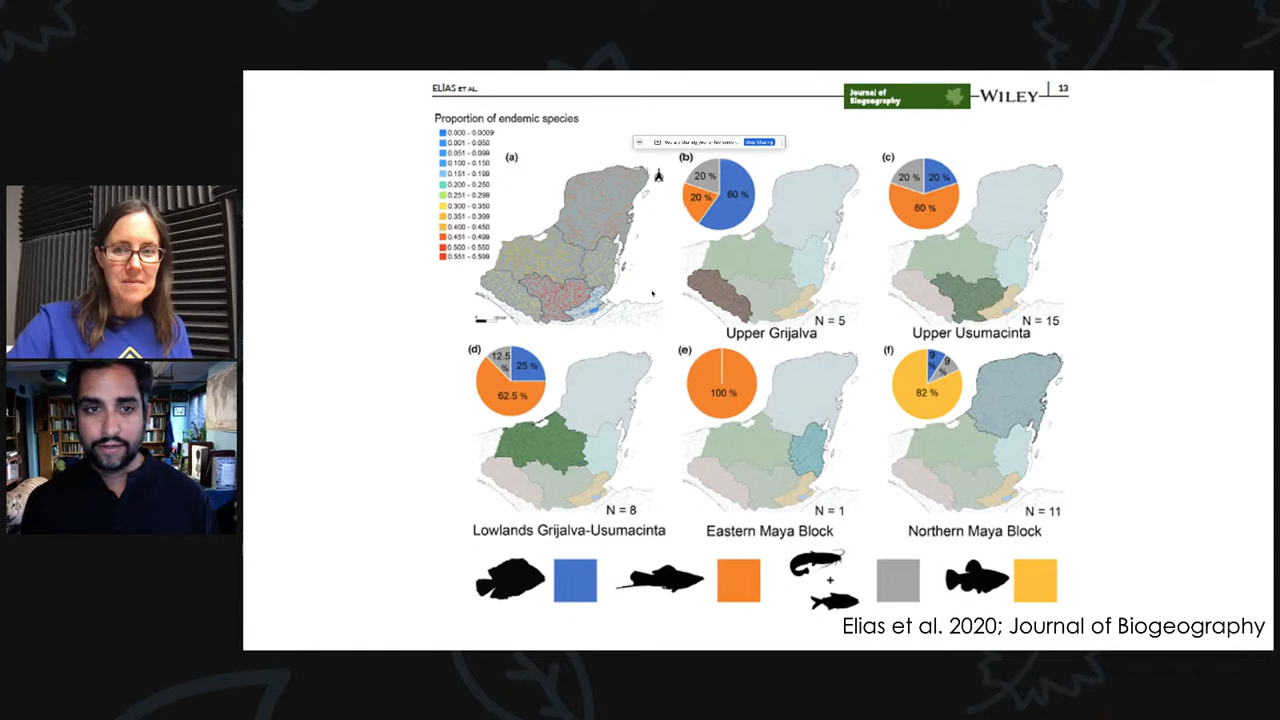 ELÍAS ET AL.
Journal of
Biogeography
WILEY
13
Proportion of endemic species
0.000 - 0.0009
0.001 - 0.050
0.051 - 0.099
0.100 - 0.150
0.151 - 0.199
0.200 - 0.250
0.251 - 0.299
0.300 - 0.350
0.351 - 0.399
0.400 - 0.450
0.451 - 0.499
0.500 - 0.550
0.551 - 0.599
Stop Sharing
(a)
(b)
20 %
60 %
20 %
N = 5
Upper Grijalva
(c)
20 %
20 %
60 %
N = 15
Upper Usumacinta
(d)
12.5
%
25 %
62.5 %
N = 8
Lowlands Grijalva-Usumacinta
(e)
100 %
N = 1
Eastern Maya Block
(f)
9
%
9
%
82 %
N = 11
Northern Maya Block
+
Elias et al. 2020; Journal of Biogeography